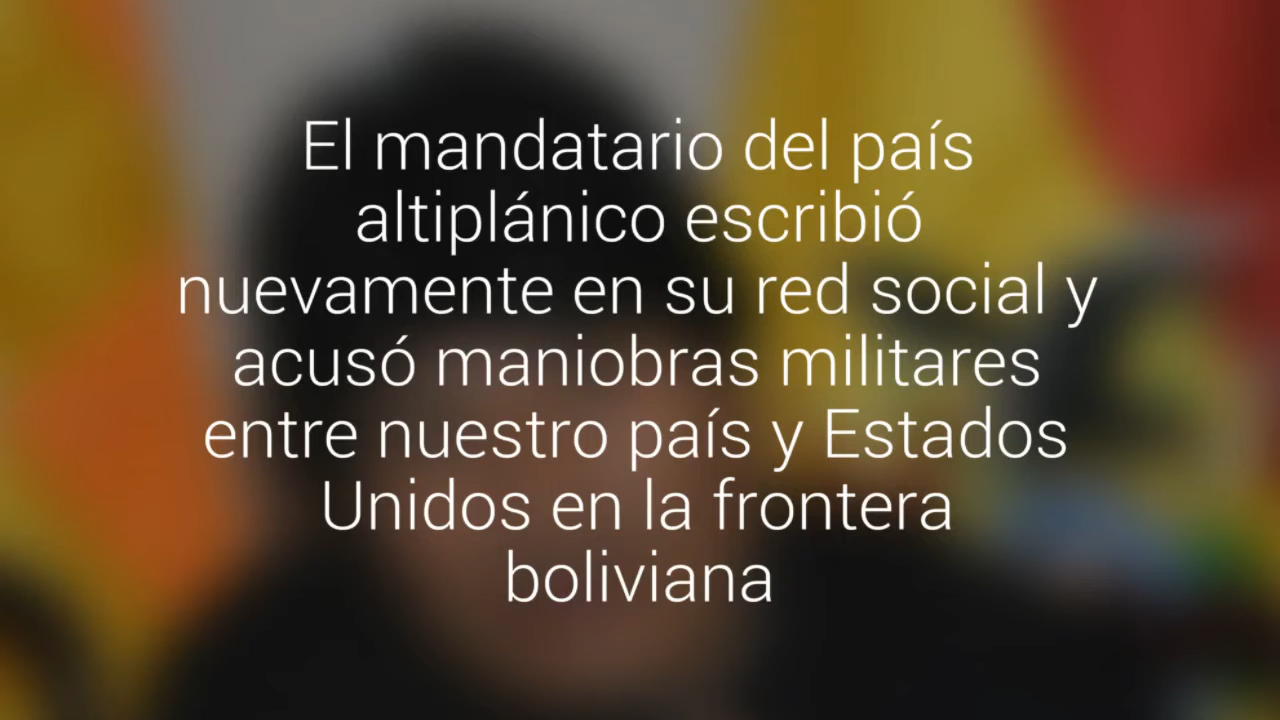 El mandatario del país
altiplánico escribió
nuevamente en su red social y
acusó maniobras militares
entre nuestro país y Estados
Unidos en la frontera
boliviana